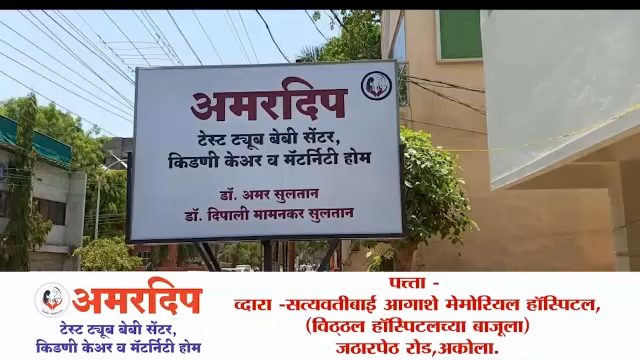 अमरदिप
टेस्ट ट्यूब बेबी सेंटर,
किडणी केअर व मॅटर्निटी होम
डॉ. अमर सुलतान
डॉ. दिपाली मामनकर सुलतान
अमरदिप
टेस्ट ट्यूब बेबी सेंटर,
किडणी केअर व मॅटर्निटी होम
पत्ता -
व्दारा -सत्यवतीबाई आगाशे मेमोरियल हॉस्पिटल,
(विठ्ठल हॉस्पिटलच्या बाजूला)
जठारपेठ रोड,अकोला.